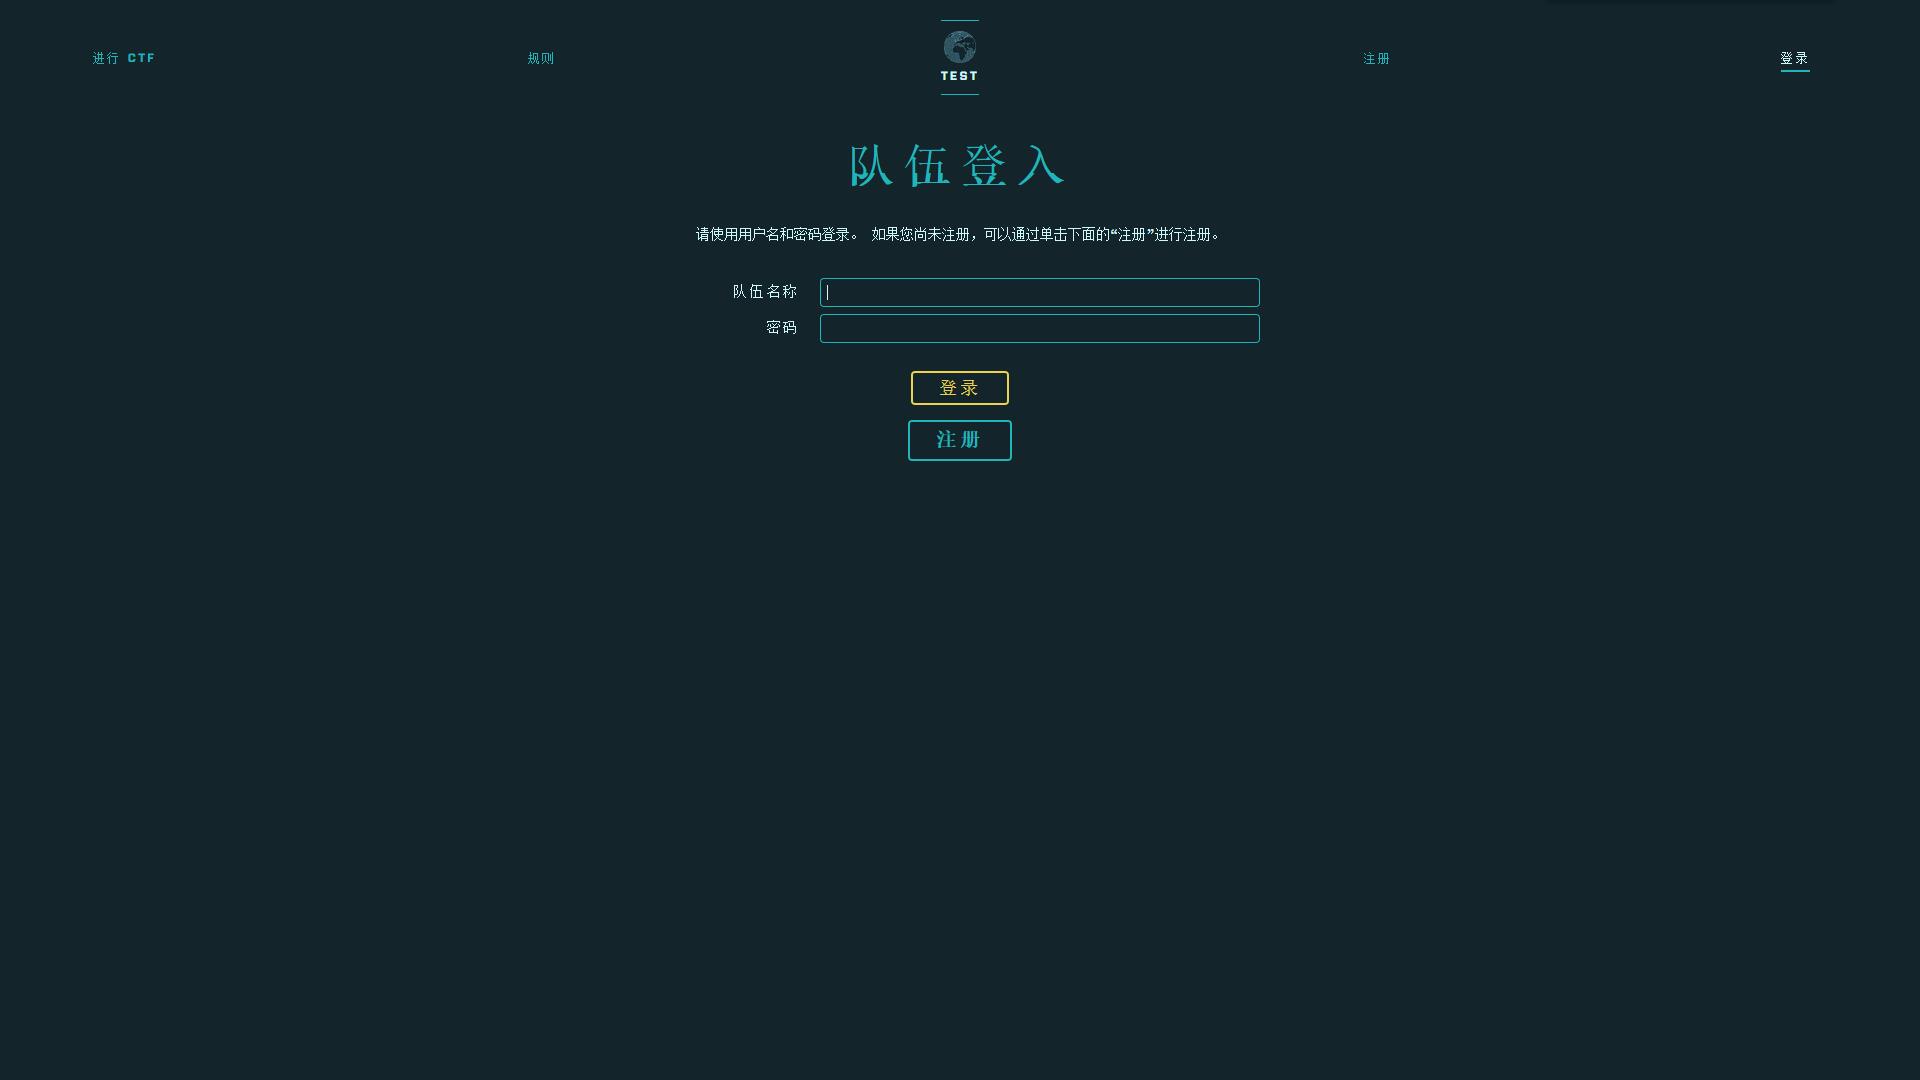 进行 CTF
规则
TEST
注册
登录
队伍登入
请使用用户名和密码登录。 如果您尚未注册，可以通过单击下面的“注册”进行注册。
队伍名称
密码
登录
注册